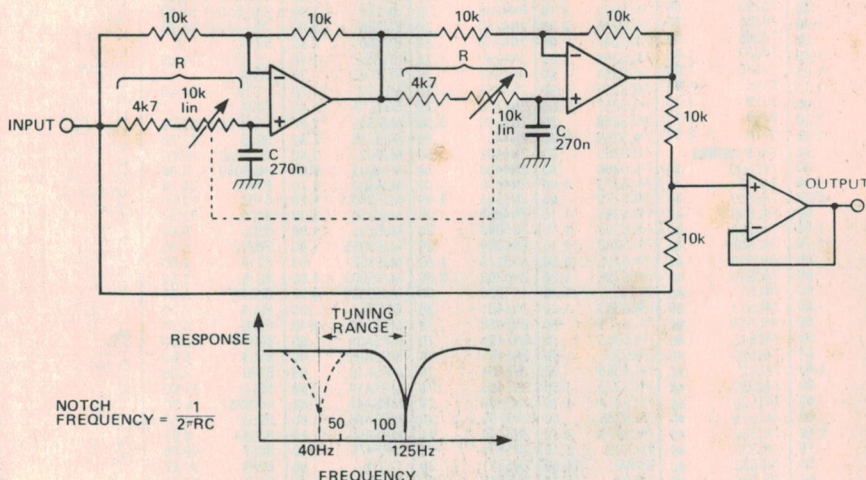 10k
10k
10k
10k
R
R
4k7
10k
lin
4k7
10k
lin
INPUT
C
270n
C
270n
10k
10k
OUTPUT
TUNING
RANGE
RESPONSE
NOTCH
FREQUENCY = 1/2πRC
50
100
40Hz
125Hz
FREQUENCY